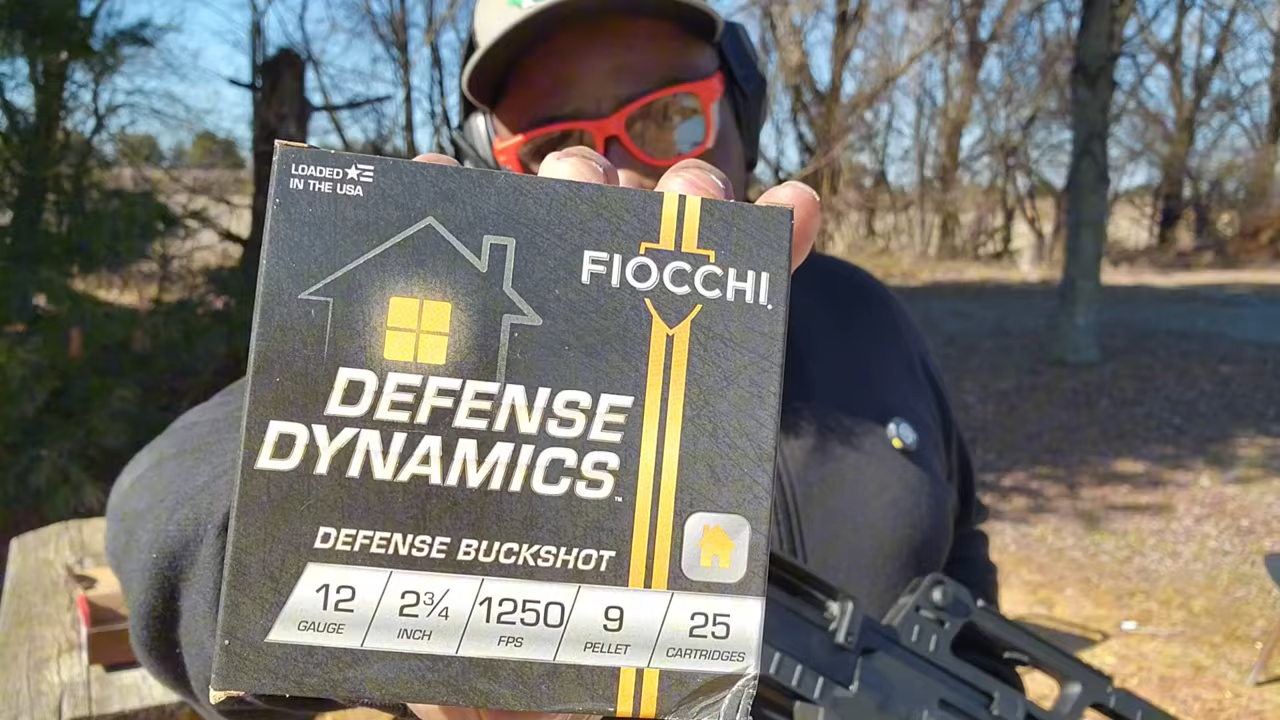 LOADED
IN THE USA
FIOCCHI
DEFENSE
DYNAMICS™
DEFENSE BUCKSHOT
12 2¾ 1250 9 25
GAUGE INCH FPS PELLET CARTRIDGES